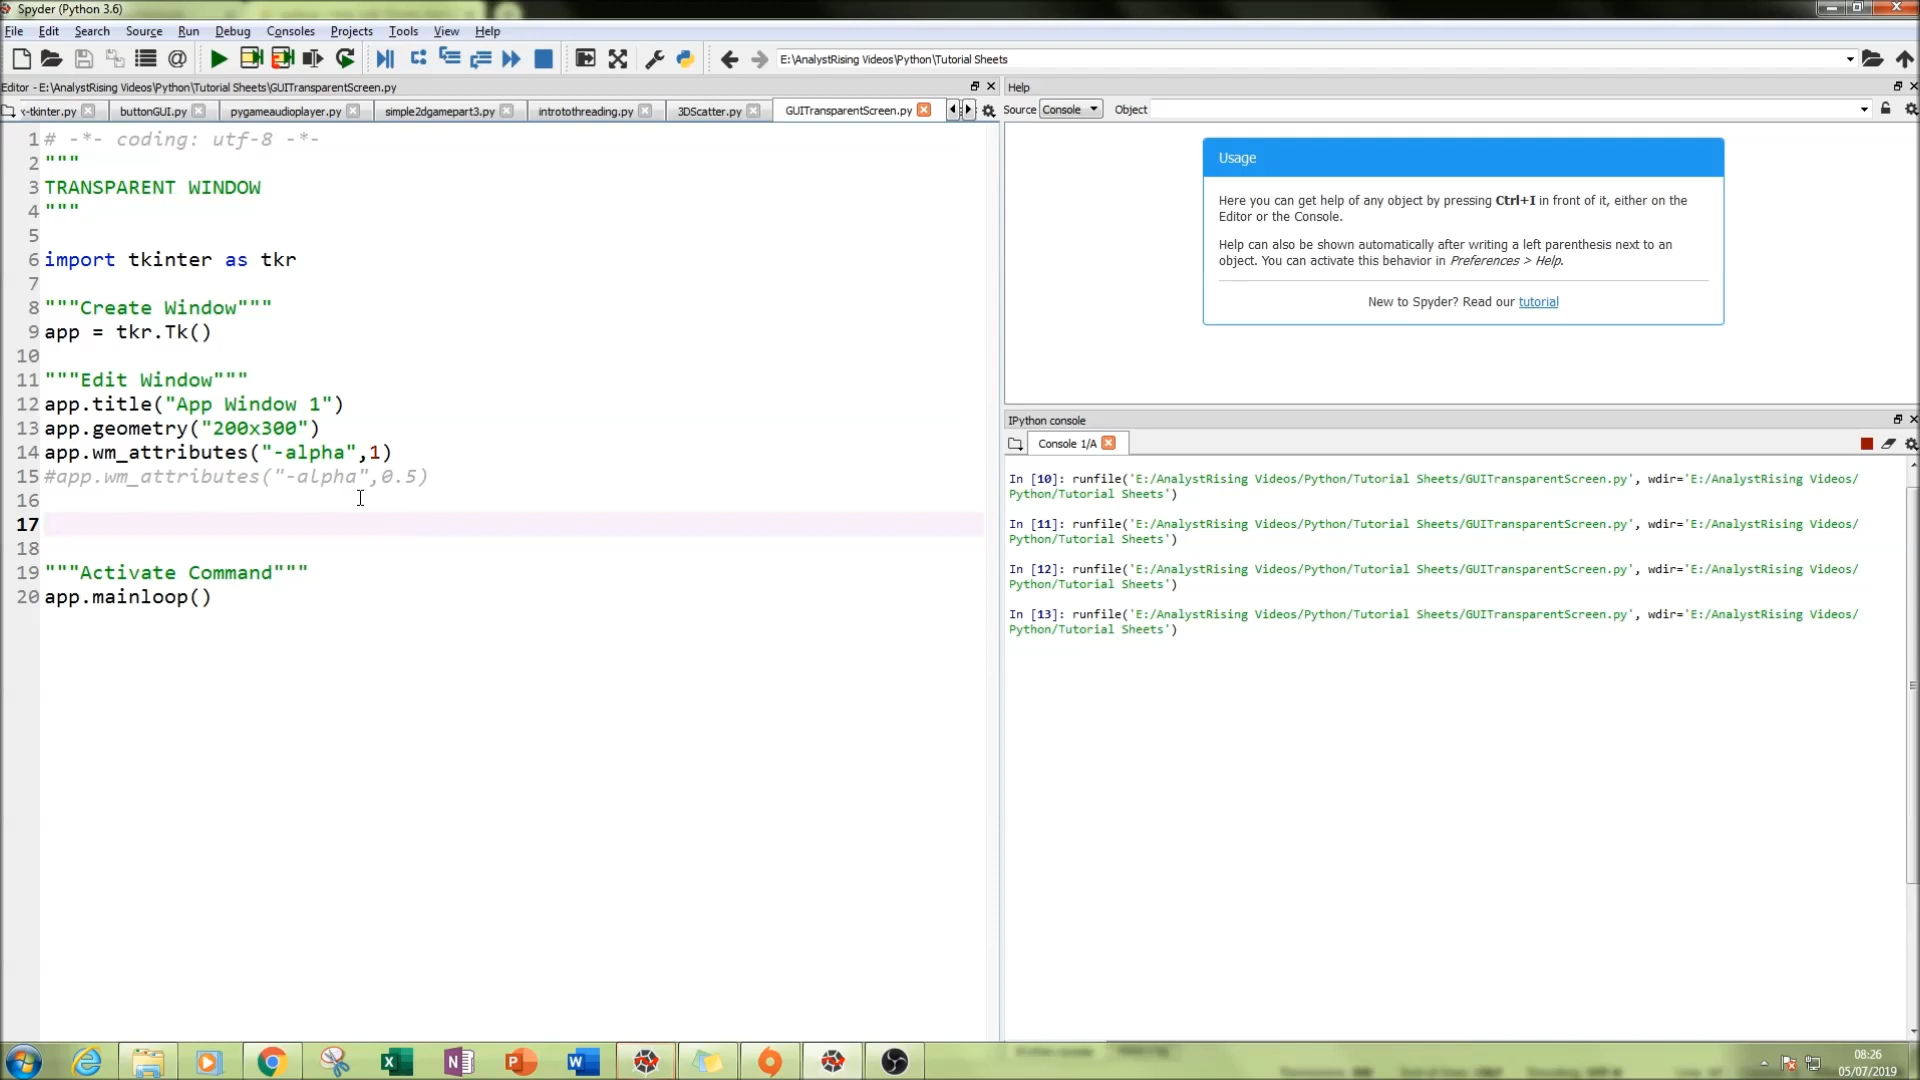 Spyder (Python 3.6)
File Edit Search Source Run Debug Consoles Projects Tools View Help
E:\AnalystRising Videos\Python\Tutorial Sheets
Editor - E:\AnalystRising Videos\Python\Tutorial Sheets\GUITransparentScreen.py
x-tkinter.py buttonGUI.py pygameaudioplayer.py simple2dgamepart3.py introtothreading.py 3DScatter.py GUITransparentScreen.py
1 # -*- coding: utf-8 -*-
2 """
3 TRANSPARENT WINDOW
4 """
5
6 import tkinter as tkr
7
8 """Create Window"""
9 app = tkr.Tk()
10
11 """Edit Window"""
12 app.title("App Window 1")
13 app.geometry("200x300")
14 app.wm_attributes("-alpha",1)
15 #app.wm_attributes("-alpha",0.5)
16
17
18
19 """Activate Command"""
20 app.mainloop()
Help
Source Console Object
Usage
Here you can get help of any object by pressing Ctrl+I in front of it, either on the
Editor or the Console.
Help can also be shown automatically after writing a left parenthesis next to an
object. You can activate this behavior in Preferences > Help.
New to Spyder? Read our tutorial
IPython console
Console 1/A
In [10]: runfile('E:/AnalystRising Videos/Python/Tutorial Sheets/GUITransparentScreen.py', wdir='E:/AnalystRising Videos/
Python/Tutorial Sheets')
In [11]: runfile('E:/AnalystRising Videos/Python/Tutorial Sheets/GUITransparentScreen.py', wdir='E:/AnalystRising Videos/
Python/Tutorial Sheets')
In [12]: runfile('E:/AnalystRising Videos/Python/Tutorial Sheets/GUITransparentScreen.py', wdir='E:/AnalystRising Videos/
Python/Tutorial Sheets')
In [13]: runfile('E:/AnalystRising Videos/Python/Tutorial Sheets/GUITransparentScreen.py', wdir='E:/AnalystRising Videos/
Python/Tutorial Sheets')
08:26
05/07/2019